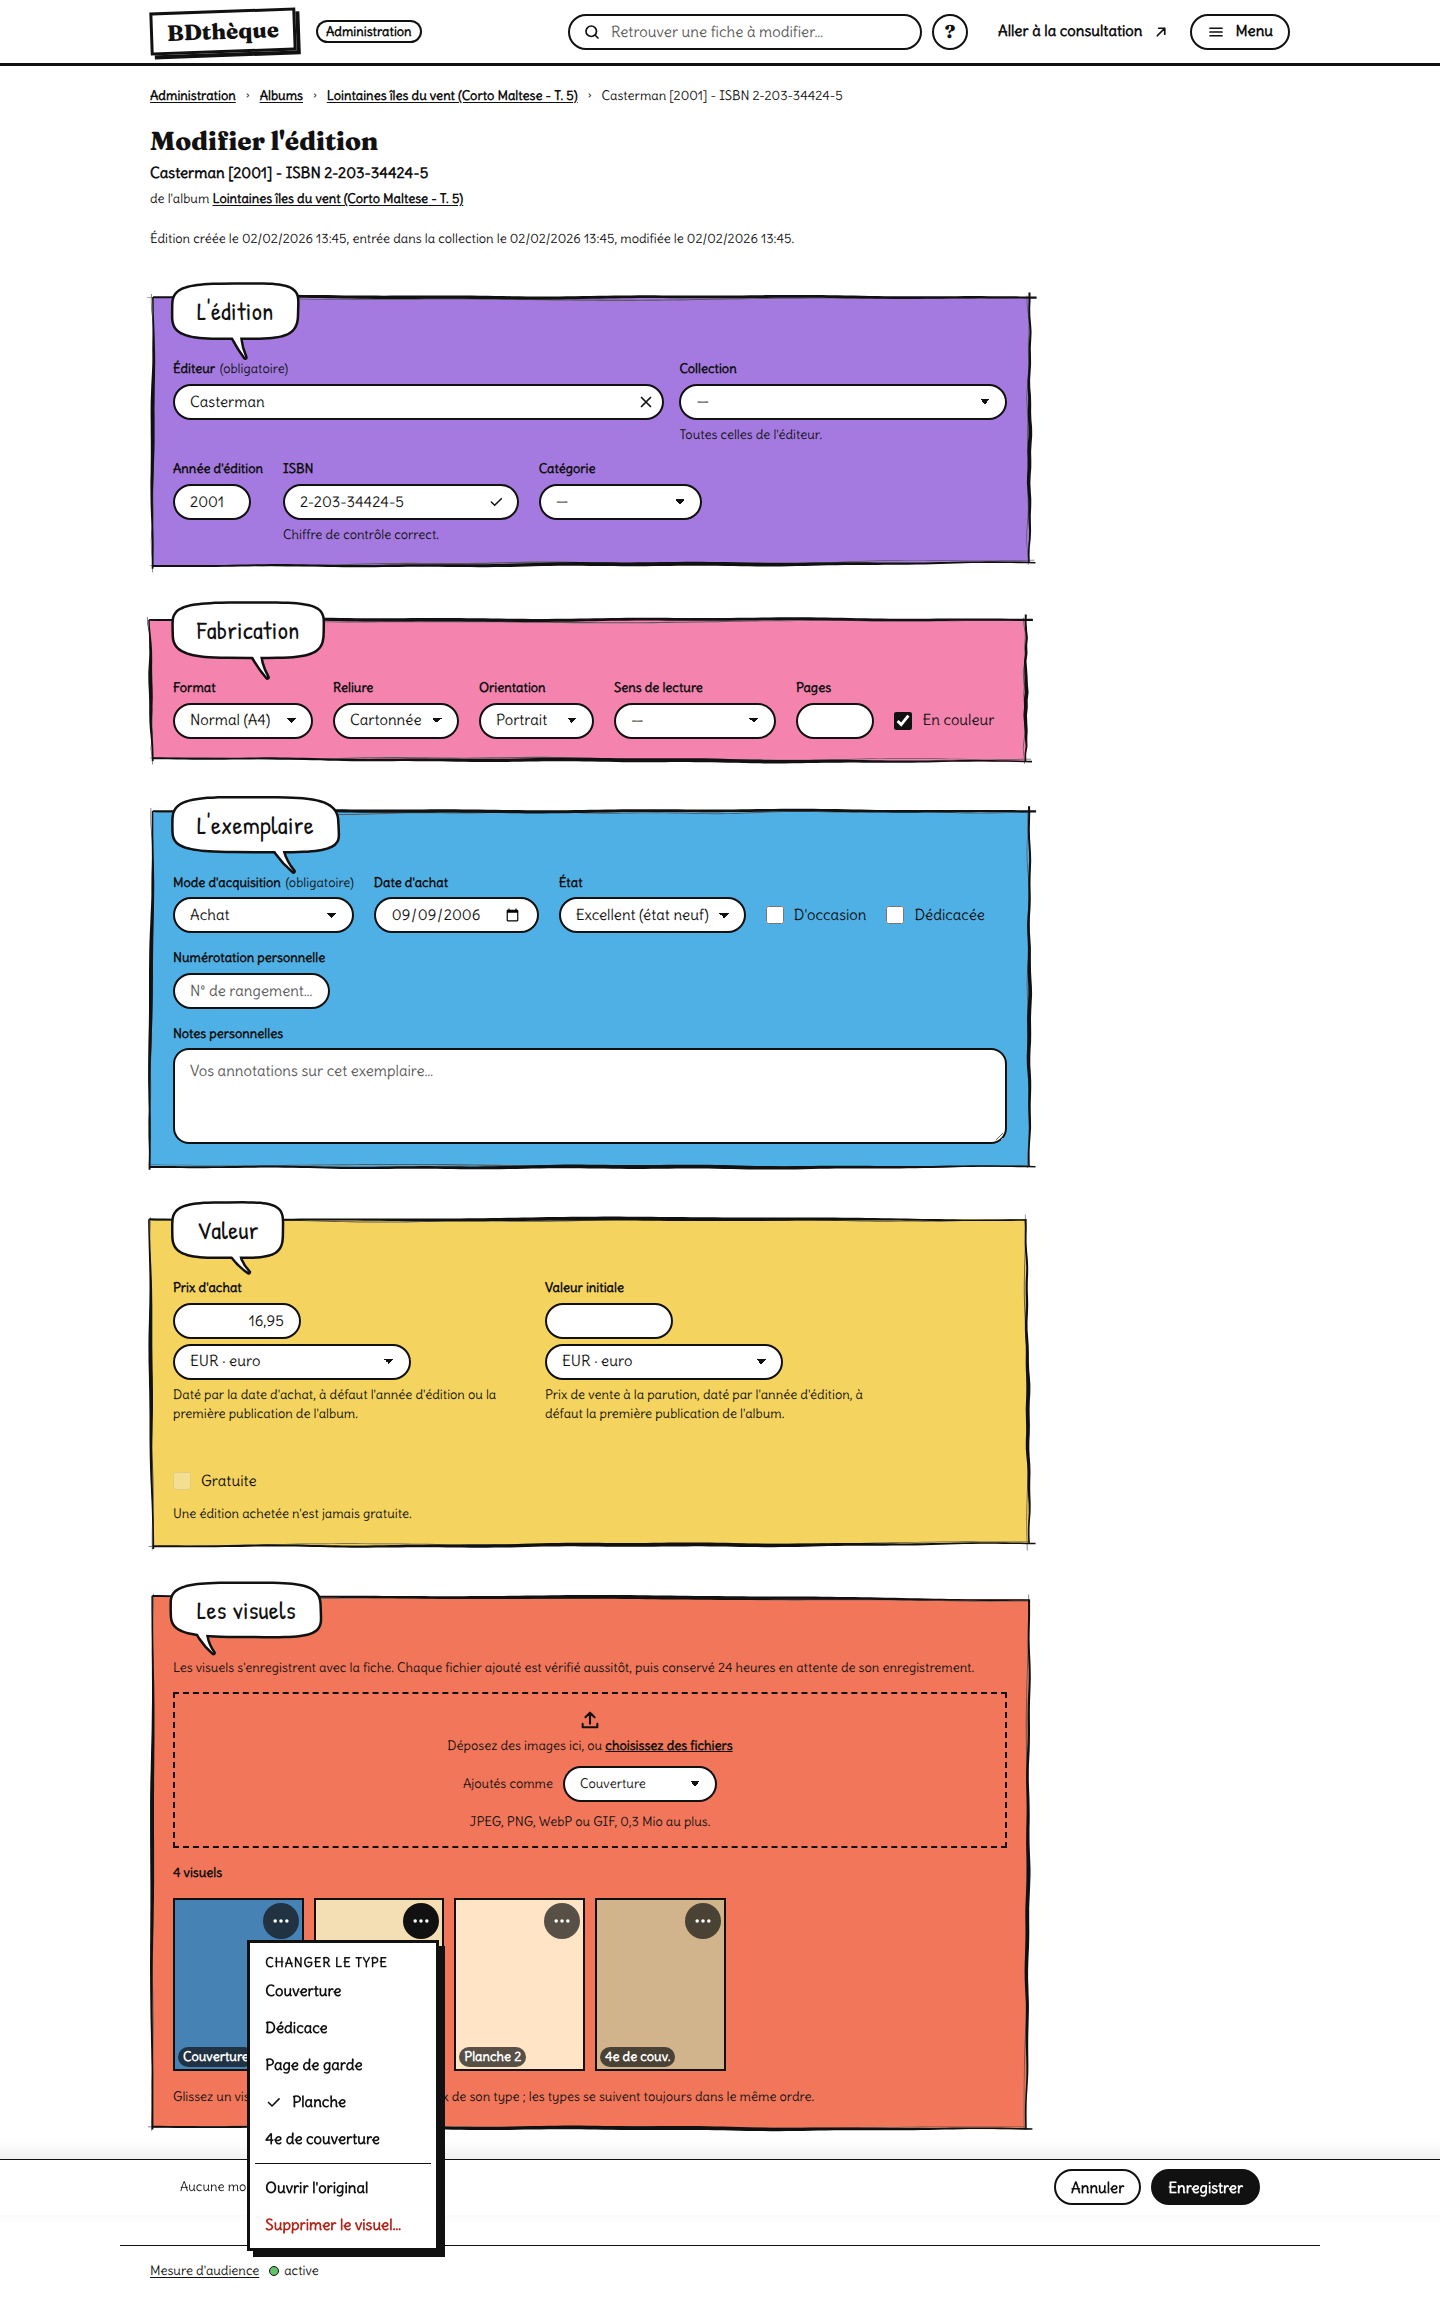 BDthèque
Administration
Retrouver une fiche à modifier...
?
Aller à la consultation
Menu
Administration › Albums › Lointaines îles du vent (Corto Maltese - T. 5) › Casterman [2001] - ISBN 2-203-34424-5
Modifier l'édition
Casterman [2001] - ISBN 2-203-34424-5
de l'album Lointaines îles du vent (Corto Maltese - T. 5)
Édition créée le 02/02/2026 13:45, entrée dans la collection le 02/02/2026 13:45, modifiée le 02/02/2026 13:45.
L'édition
Éditeur (obligatoire)
Collection
Casterman
—
Toutes celles de l'éditeur.
Année d'édition
ISBN
Catégorie
2001
2-203-34424-5
—
Chiffre de contrôle correct.
Fabrication
Format
Reliure
Orientation
Sens de lecture
Pages
Normal (A4)
Cartonnée
Portrait
—
En couleur
L'exemplaire
Mode d'acquisition (obligatoire)
Date d'achat
État
Achat
09/09/2006
Excellent (état neuf)
D'occasion
Dédicacée
Numérotation personnelle
N° de rangement...
Notes personnelles
Vos annotations sur cet exemplaire...
Valeur
Prix d'achat
Valeur initiale
16,95
EUR · euro
EUR · euro
Daté par la date d'achat, à défaut l'année d'édition ou la
première publication de l'album.
Prix de vente à la parution, daté par l'année d'édition, à
défaut la première publication de l'album.
Gratuite
Une édition achetée n'est jamais gratuite.
Les visuels
Les visuels s'enregistrent avec la fiche. Chaque fichier ajouté est vérifié aussitôt, puis conservé 24 heures en attente de son enregistrement.
Déposez des images ici, ou choisissez des fichiers
Ajoutés comme
Couverture
JPEG, PNG, WebP ou GIF, 0,3 Mio au plus.
4 visuels
CHANGER LE TYPE
Couverture
Dédicace
Page de garde
Planche
4e de couverture
Ouvrir l'original
Supprimer le visuel...
Couverture
Planche 2
4e de couv.
Glissez un
de son type ; les types se suivent toujours dans le même ordre.
Aucune
Annuler
Enregistrer
Mesure d'audience
active